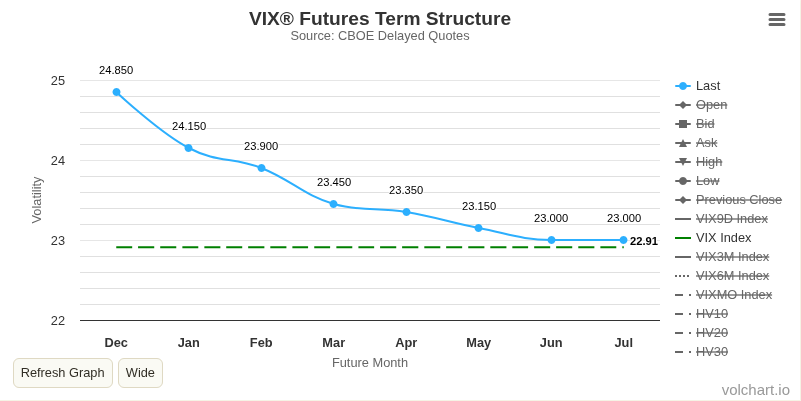 VIX® Futures Term Structure
Source: CBOE Delayed Quotes
24.850
24.150
23.900
23.450
23.350
23.150
23.000
23.000
22.91
25
24
23
22
Volatility
Dec Jan Feb Mar Apr May Jun Jul
Future Month
Last
Open
Bid
Ask
High
Low
Previous Close
VIX9D Index
VIX Index
VIX3M Index
VIX6M Index
VIXMO Index
HV10
HV20
HV30
Refresh Graph Wide
volchart.io